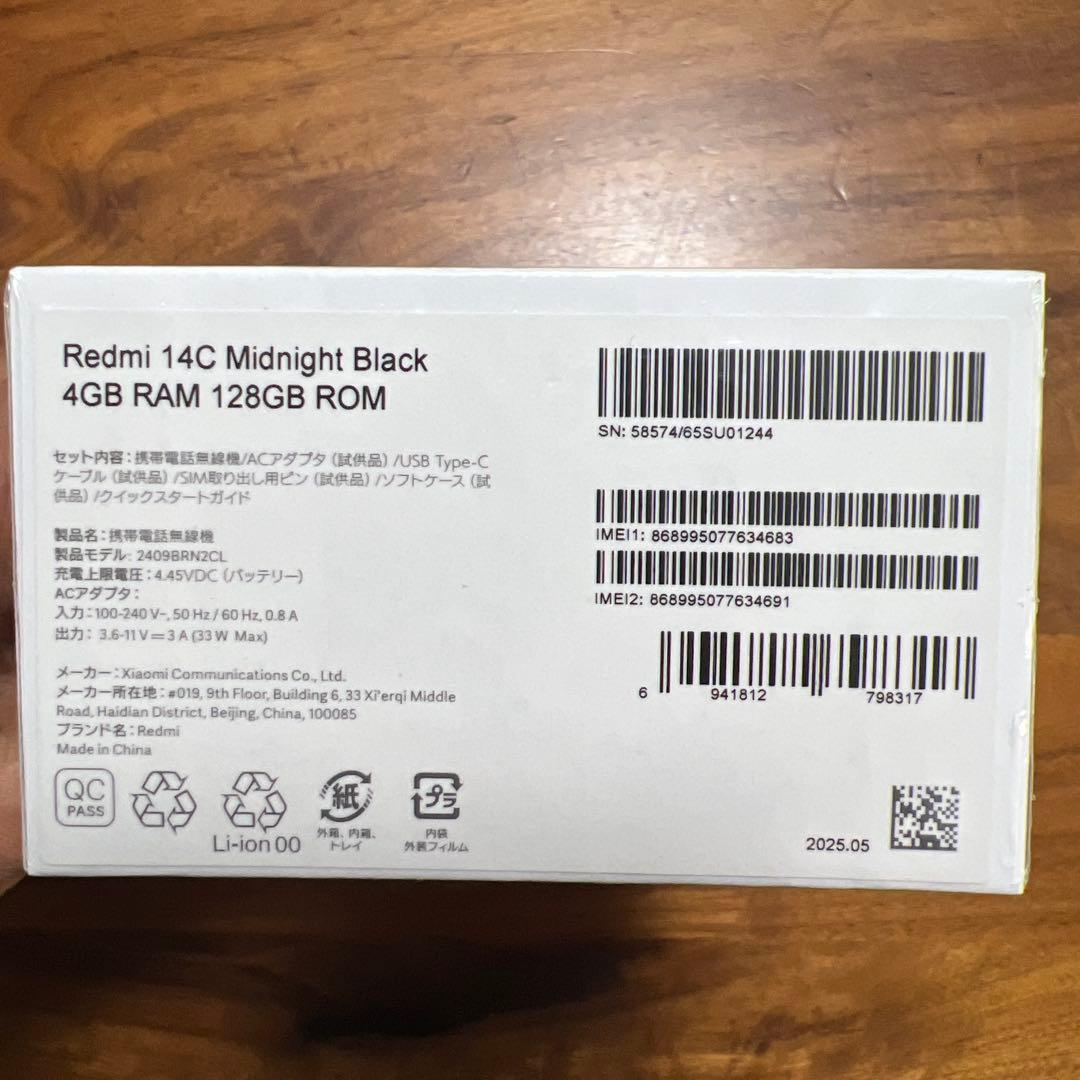 Redmi 14C Midnight Black
4GB RAM 128GB ROM
セット内容：携帯電話無線機/ACアダプタ（試供品）/USB Type-C
ケーブル（試供品）/SIM取り出し用ピン（試供品）/ソフトケース（試
供品）/クイックスタートガイド
製品名：携帯電話無線機
製品モデル: 2409BRN2CL
充電上限電圧：4.45VDC（バッテリー）
ACアダプタ：
入力：100-240 V~, 50 Hz / 60 Hz, 0.8 A
出力： 3.6-11 V⎓3 A (33 W Max)
メーカー：Xiaomi Communications Co., Ltd.
メーカー所在地：#019, 9th Floor, Building 6, 33 Xi'erqi Middle
Road, Haidian District, Beijing, China, 100085
ブランド名：Redmi
Made in China
QC
PASS
Li-ion 00
紙
外箱、内箱、
トレイ
プラ
内袋
外装フィルム
SN: 58574/65SU01244
IMEI1: 868995077634683
IMEI2: 868995077634691
6 941812 798317
2025.05